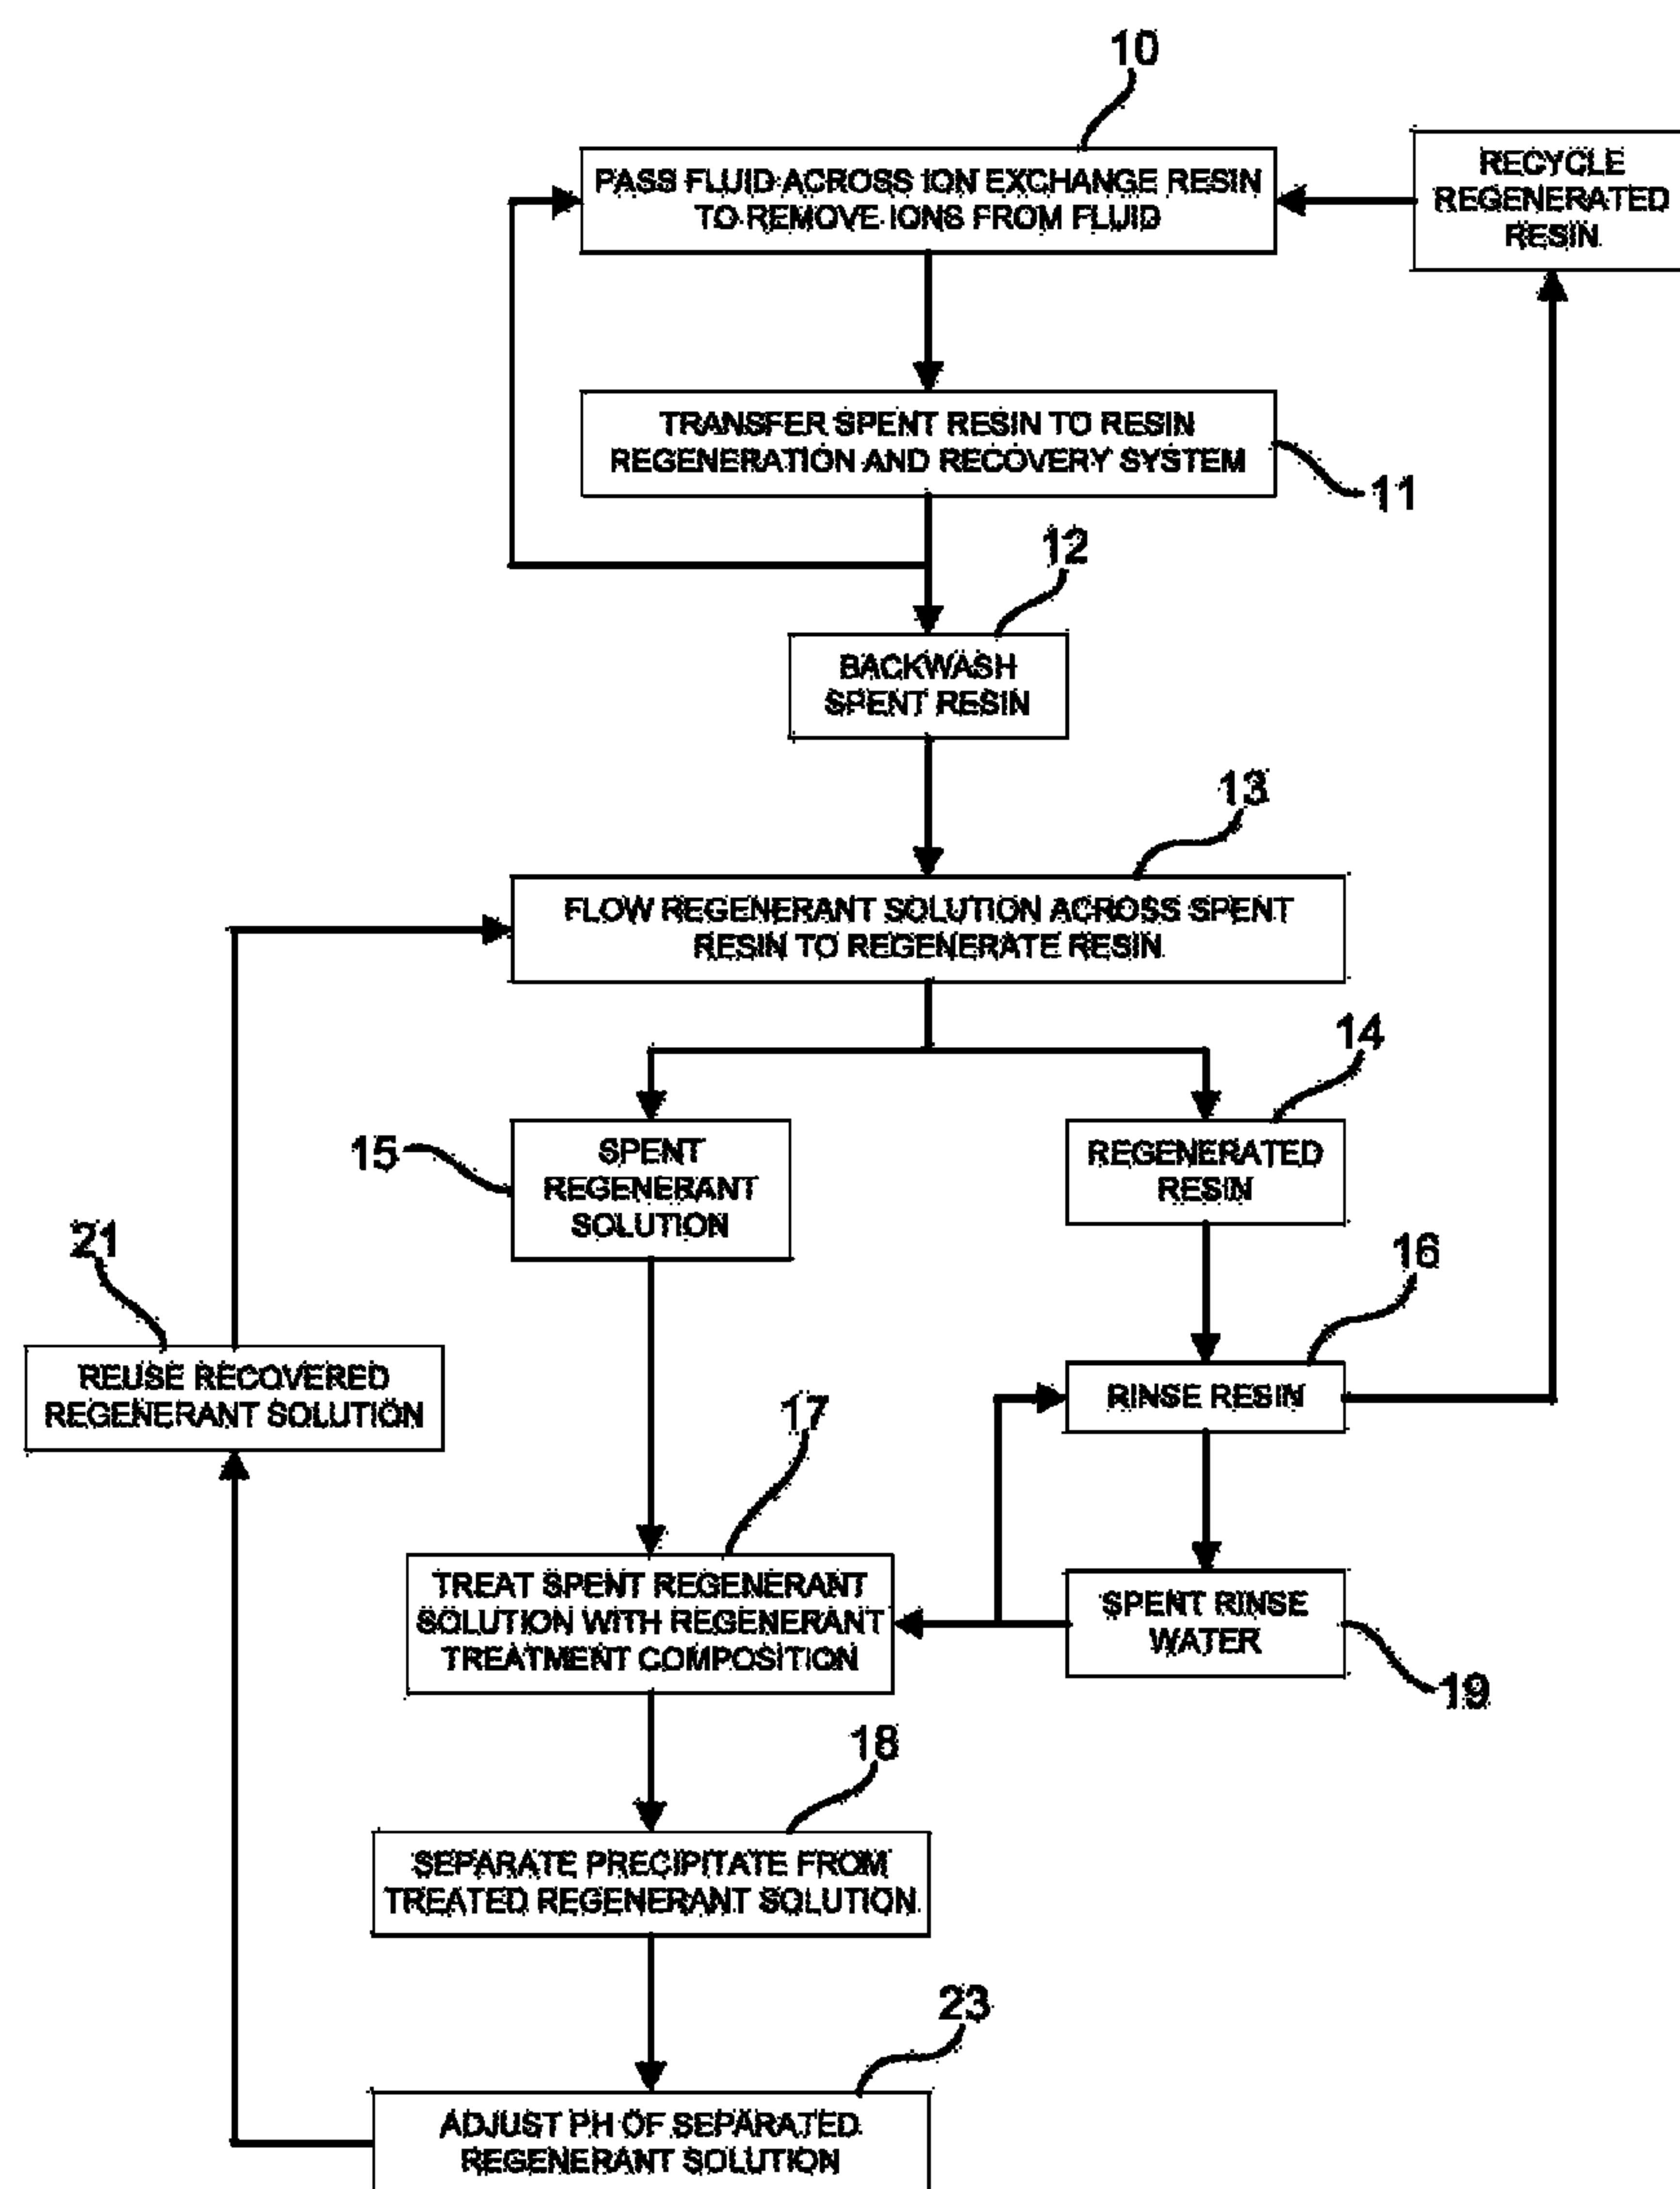 10
PASS FLUID ACROSS ION EXCHANGE RESIN
TO REMOVE IONS FROM FLUID
RECYCLE
REGENERATED
RESIN
TRANSFER SPENT RESIN TO RESIN
REGENERATION AND RECOVERY SYSTEM
11
12
BACKWASH
SPENT RESIN
13
FLOW REGENERANT SOLUTION ACROSS SPENT
RESIN TO REGENERATE RESIN
14
15
SPENT
REGENERANT
SOLUTION
REGENERATED
RESIN
21
16
REUSE RECOVERED
REGENERANT SOLUTION
RINSE RESIN
17
TREAT SPENT REGENERANT
SOLUTION WITH REGENERANT
TREATMENT COMPOSITION
SPENT RINSE
WATER
19
18
SEPARATE PRECIPITATE FROM
TREATED REGENERANT SOLUTION
23
ADJUST PH OF SEPARATED
REGENERANT SOLUTION